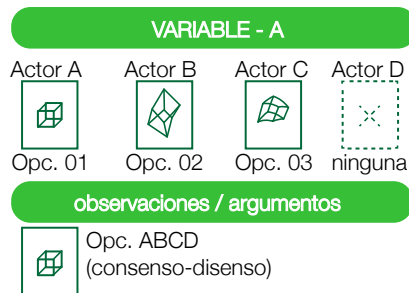 VARIABLE - A
Actor A Actor B Actor C Actor D
Opc. 01 Opc. 02 Opc. 03 ninguna
observaciones / argumentos
Opc. ABCD
(consenso-disenso)